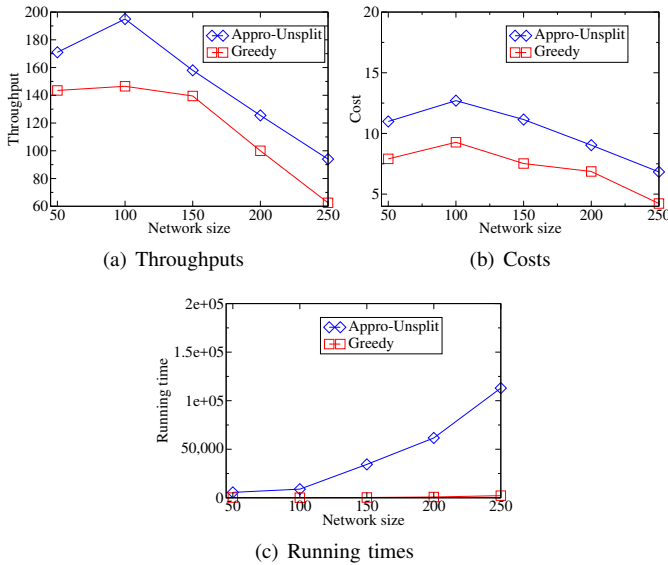 200
180
160
140
120
100
80
60
Throughput
Appro-Unsplit
Greedy
50 100 150 200 250
Network size
(a) Throughputs
20
15
10
5
Cost
Appro-Unsplit
Greedy
50 100 150 200 250
Network size
(b) Costs
2e+05
1.5e+05
1e+05
50,000
0
Running time
Appro-Unsplit
Greedy
50 100 150 200 250
Network size
(c) Running times